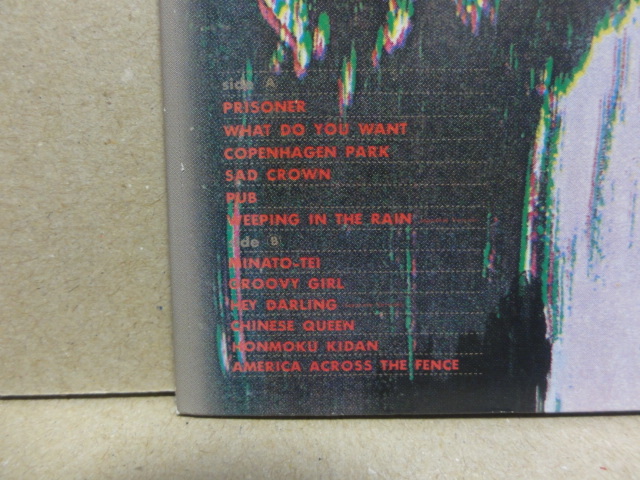 side A
PRISONER
WHAT DO YOU WANT
COPENHAGEN PARK
SAD CROWN
PUB
WEEPING IN THE RAIN
side B
MINATO-TEI
GROOVY GIRL
HEY DARLING
CHINESE QUEEN
HONMOKU KIDAN
AMERICA ACROSS THE FENCE